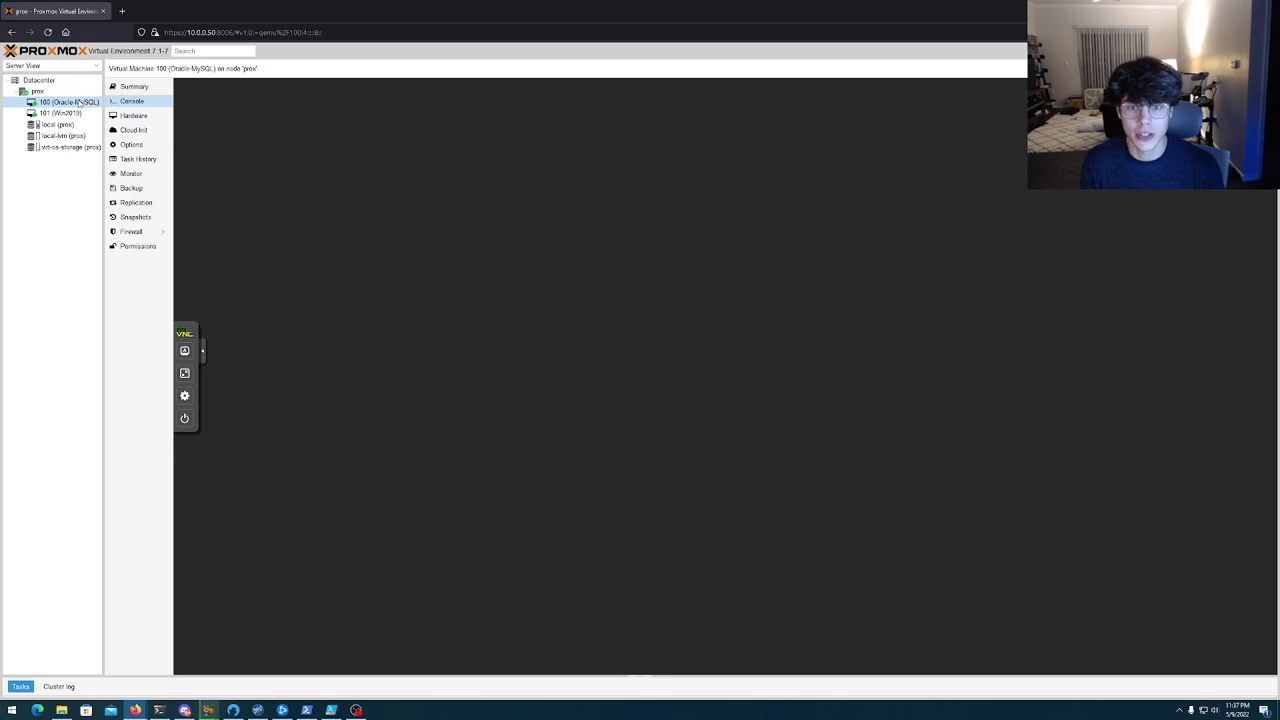 prox - Proxmox Virtual Environ
https://10.0.0.50:8006/#v1:0:=qemu%2F100:4:::::8::
PROXMOX Virtual Environment 7.1-7 Search
Server View
Virtual Machine 100 (Oracle-MySQL) on node 'prox'
Datacenter
prox
100 (Oracle-MySQL)
101 (Win2019)
local (prox)
local-lvm (prox)
virt-os-storage (prox)
Summary
Console
Hardware
Cloud-Init
Options
Task History
Monitor
Backup
Replication
Snapshots
Firewall
Permissions
no
VNC
A
Tasks
Cluster log
11:37 PM
5/9/2022